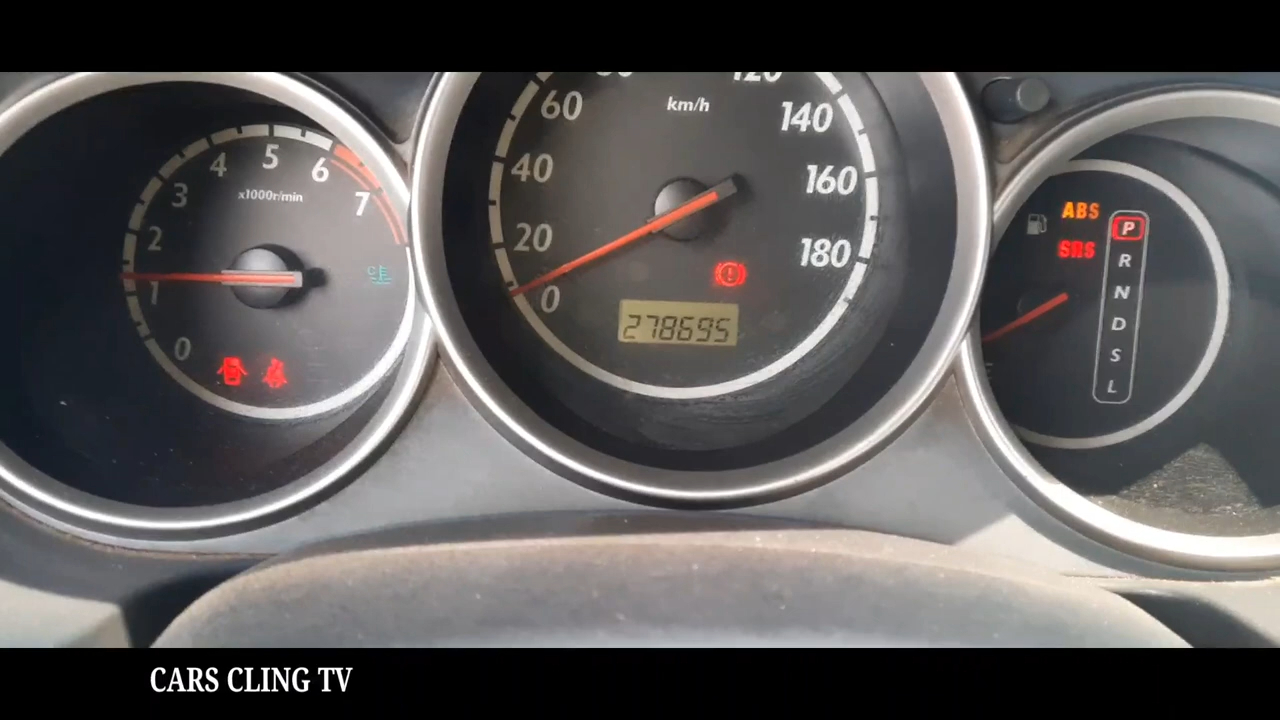 80 120
60 km/h 140
40 160
20 180
0
278695
0 1 2 3 4 5 6 7
x1000r/min
ABS
SRS
P
R
N
D
S
L
CARS CLING TV